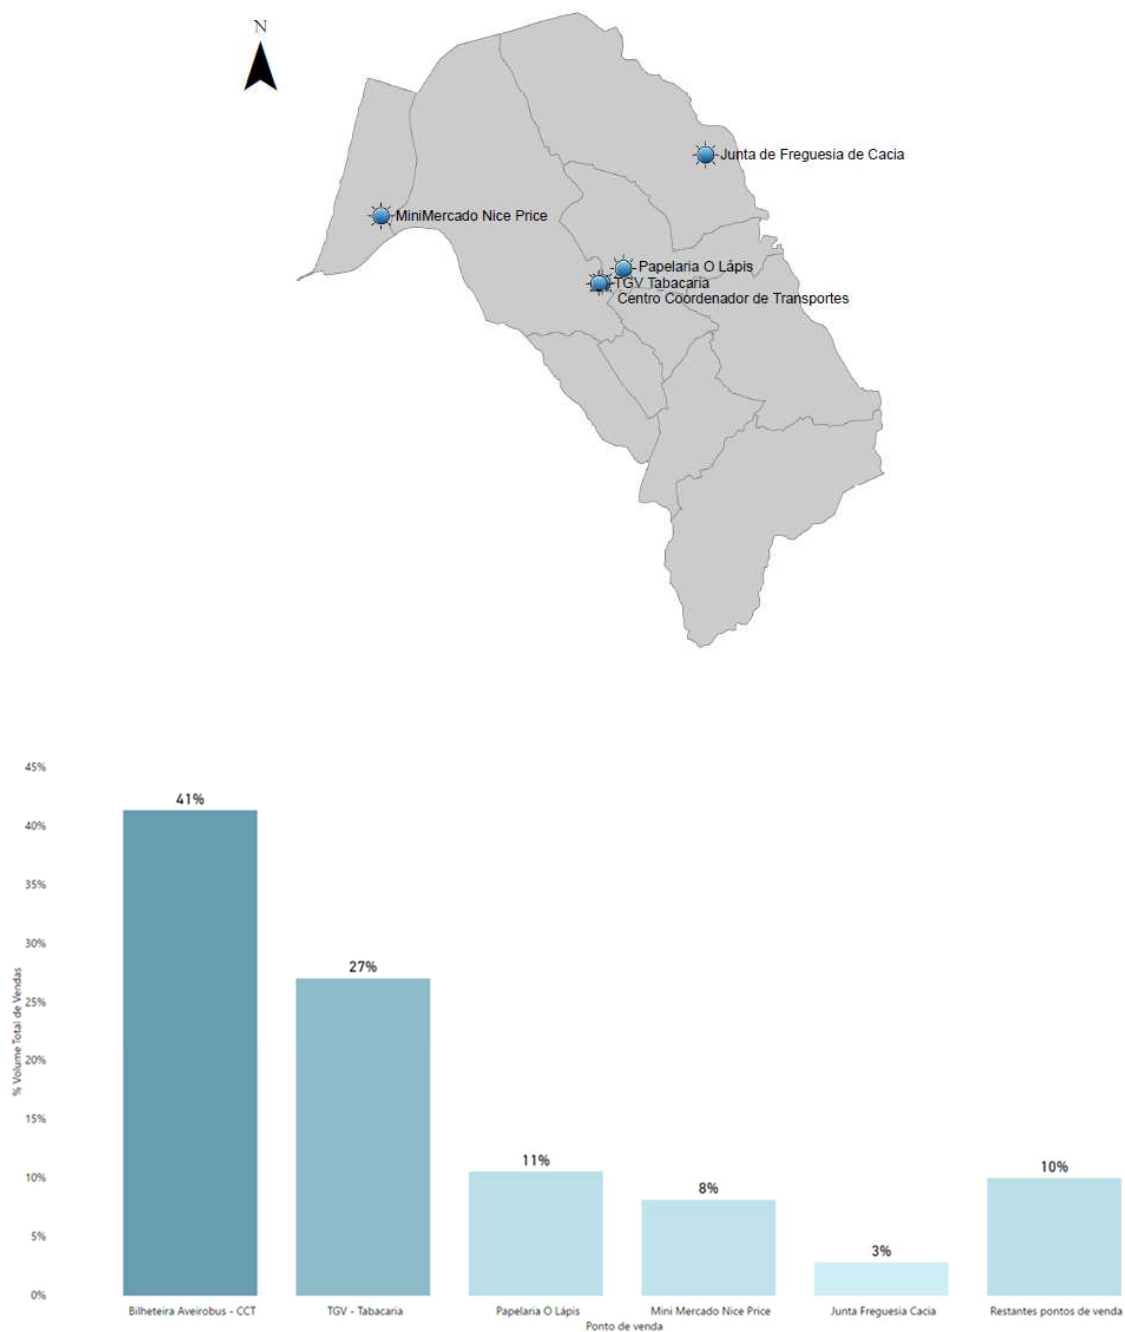 N
Junta de Freguesia de Cacia
MiniMercado Nice Price
Papelaria O Lápis
TGV Tabacaria
Centro Coordenador de Transportes
45%
41%
40%
35%
30%
27%
25%
20%
15%
11%
10%
10%
8%
5%
3%
0%
% Volume Total de Vendas
Bilheteira Aveirobus - CCT
TGV - Tabacaria
Papelaria O Lápis
Mini Mercado Nice Price
Junta Freguesia Cacia
Restantes pontos de venda
Ponto de venda